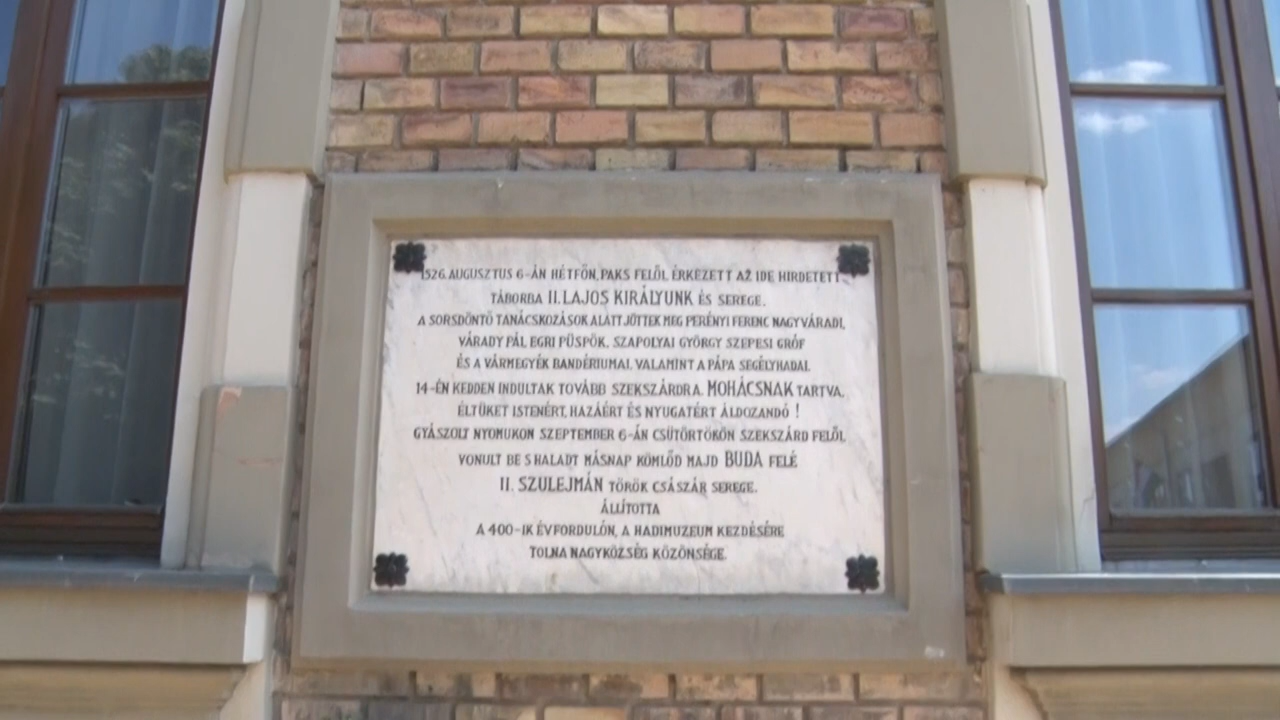 1526. AUGUSZTUS 6-ÁN HÉTFŐN, PAKS FELŐL ÉRKEZETT AZ IDE HIRDETETT
TÁBORBA II. LAJOS KIRÁLYUNK ÉS SEREGE.
A SORSDÖNTŐ TANÁCSKOZÁSOK ALATT JÖTTEK MEG PERÉNYI FERENC NAGYVÁRADI,
VÁRADY PÁL EGRI PÜSPÖK, SZAPOLYAI GYÖRGY SZEPESI GRÓF
ÉS A VÁRMEGYÉK BANDÉRIUMAI, VALAMINT A PÁPA SEGÉLYHADAI.
14-ÉN KEDDEN INDULTAK TOVÁBB SZEKSZÁRDRA, MOHÁCSNAK TARTVA,
ÉLTÜKET ISTENÉRT, HAZÁÉRT ÉS NYUGATÉRT ÁLDOZANDÓ !
GYÁSZOLT NYOMUKON SZEPTEMBER 6-ÁN CSÜTÖRTÖKÖN SZEKSZÁRD FELŐL
VONULT BE S HALADT MÁSNAP KÖMLŐD MAJD BUDA FELÉ
II. SZULEJMÁN TÖRÖK CSÁSZÁR SEREGE.
ÁLLÍTOTTA
A 400-IK ÉVFORDULÓN, A HADIMUZEUM KEZDÉSÉRE
TOLNA NAGYKÖZSÉG KÖZÖNSÉGE.